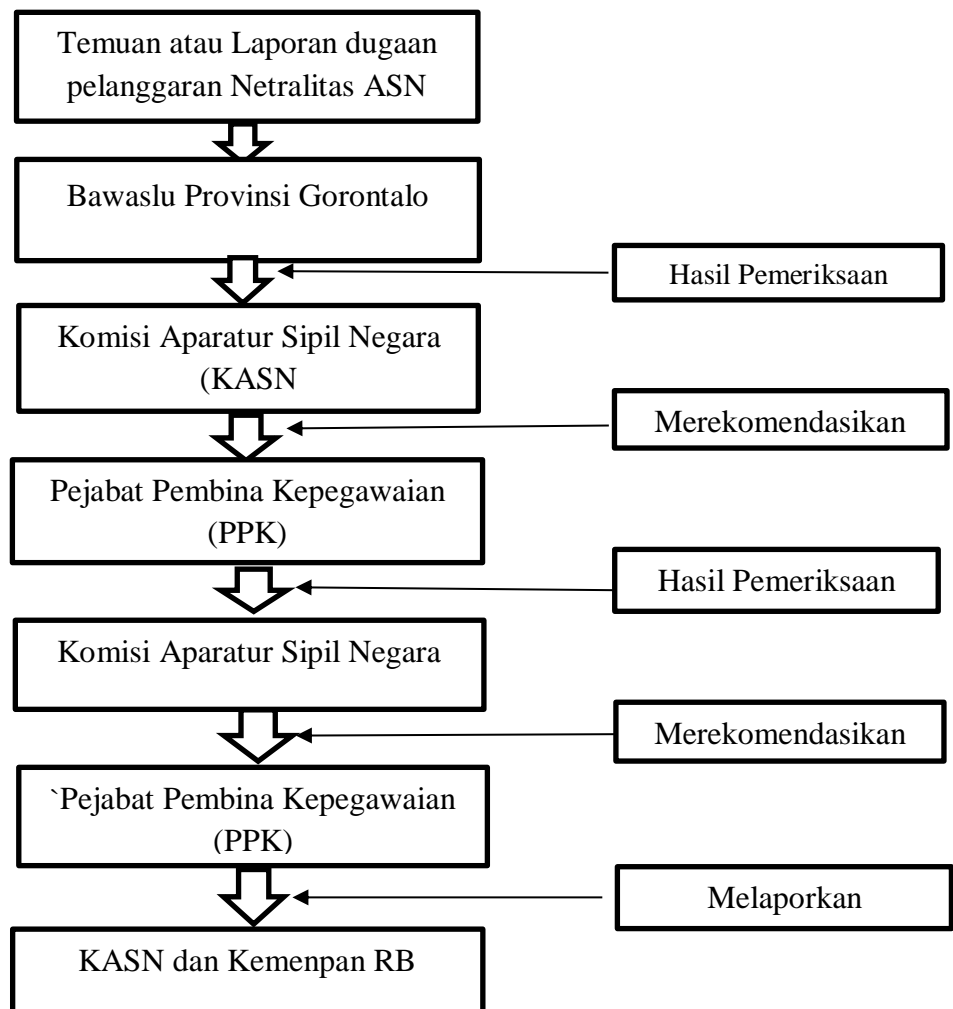 Temuan atau Laporan dugaan
pelanggaran Netralitas ASN
Bawaslu Provinsi Gorontalo
Hasil Pemeriksaan
Komisi Aparatur Sipil Negara
(KASN
Merekomendasikan
Pejabat Pembina Kepegawaian
(PPK)
Hasil Pemeriksaan
Komisi Aparatur Sipil Negara
Merekomendasikan
`Pejabat Pembina Kepegawaian
(PPK)
Melaporkan
KASN dan Kemenpan RB